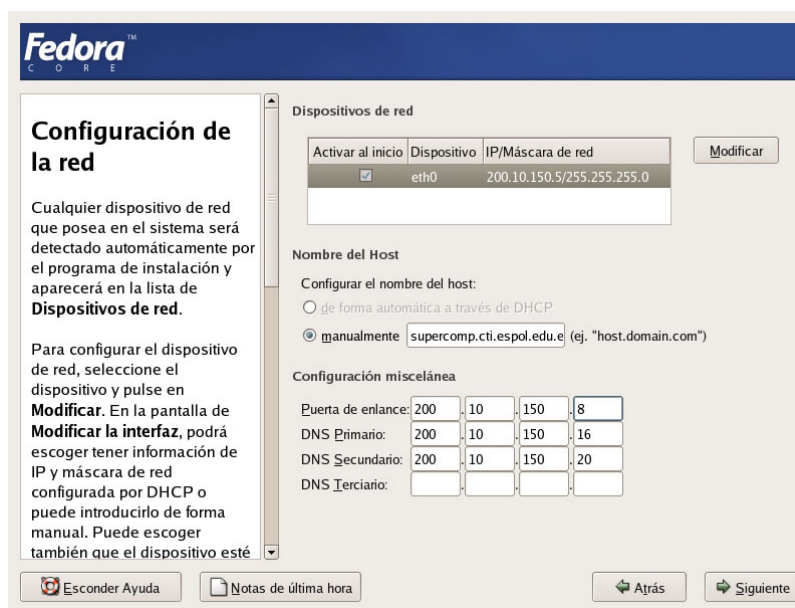 Fedora™
CORE
Configuración de
la red
Cualquier dispositivo de red
que posea en el sistema será
detectado automáticamente por
el programa de instalación y
aparecerá en la lista de
Dispositivos de red.
Para configurar el dispositivo
de red, seleccione el
dispositivo y pulse en
Modificar. En la pantalla de
Modificar la interfaz, podrá
escoger tener información de
IP y máscara de red
configurada por DHCP o
puede introducirlo de forma
manual. Puede escoger
también que el dispositivo esté
Dispositivos de red
Activar al inicio Dispositivo IP/Máscara de red
eth0 200.10.150.5/255.255.255.0
Modificar
Nombre del Host
Configurar el nombre del host:
de forma automática a través de DHCP
manualmente supercomp.cti.espol.edu.e (ej. "host.domain.com")
Configuración miscelánea
Puerta de enlance: 200 . 10 . 150 . 8
DNS Primario: 200 . 10 . 150 . 16
DNS Secundario: 200 . 10 . 150 . 20
DNS Terciario: . . .
Esconder Ayuda Notas de última hora Atrás Siguiente